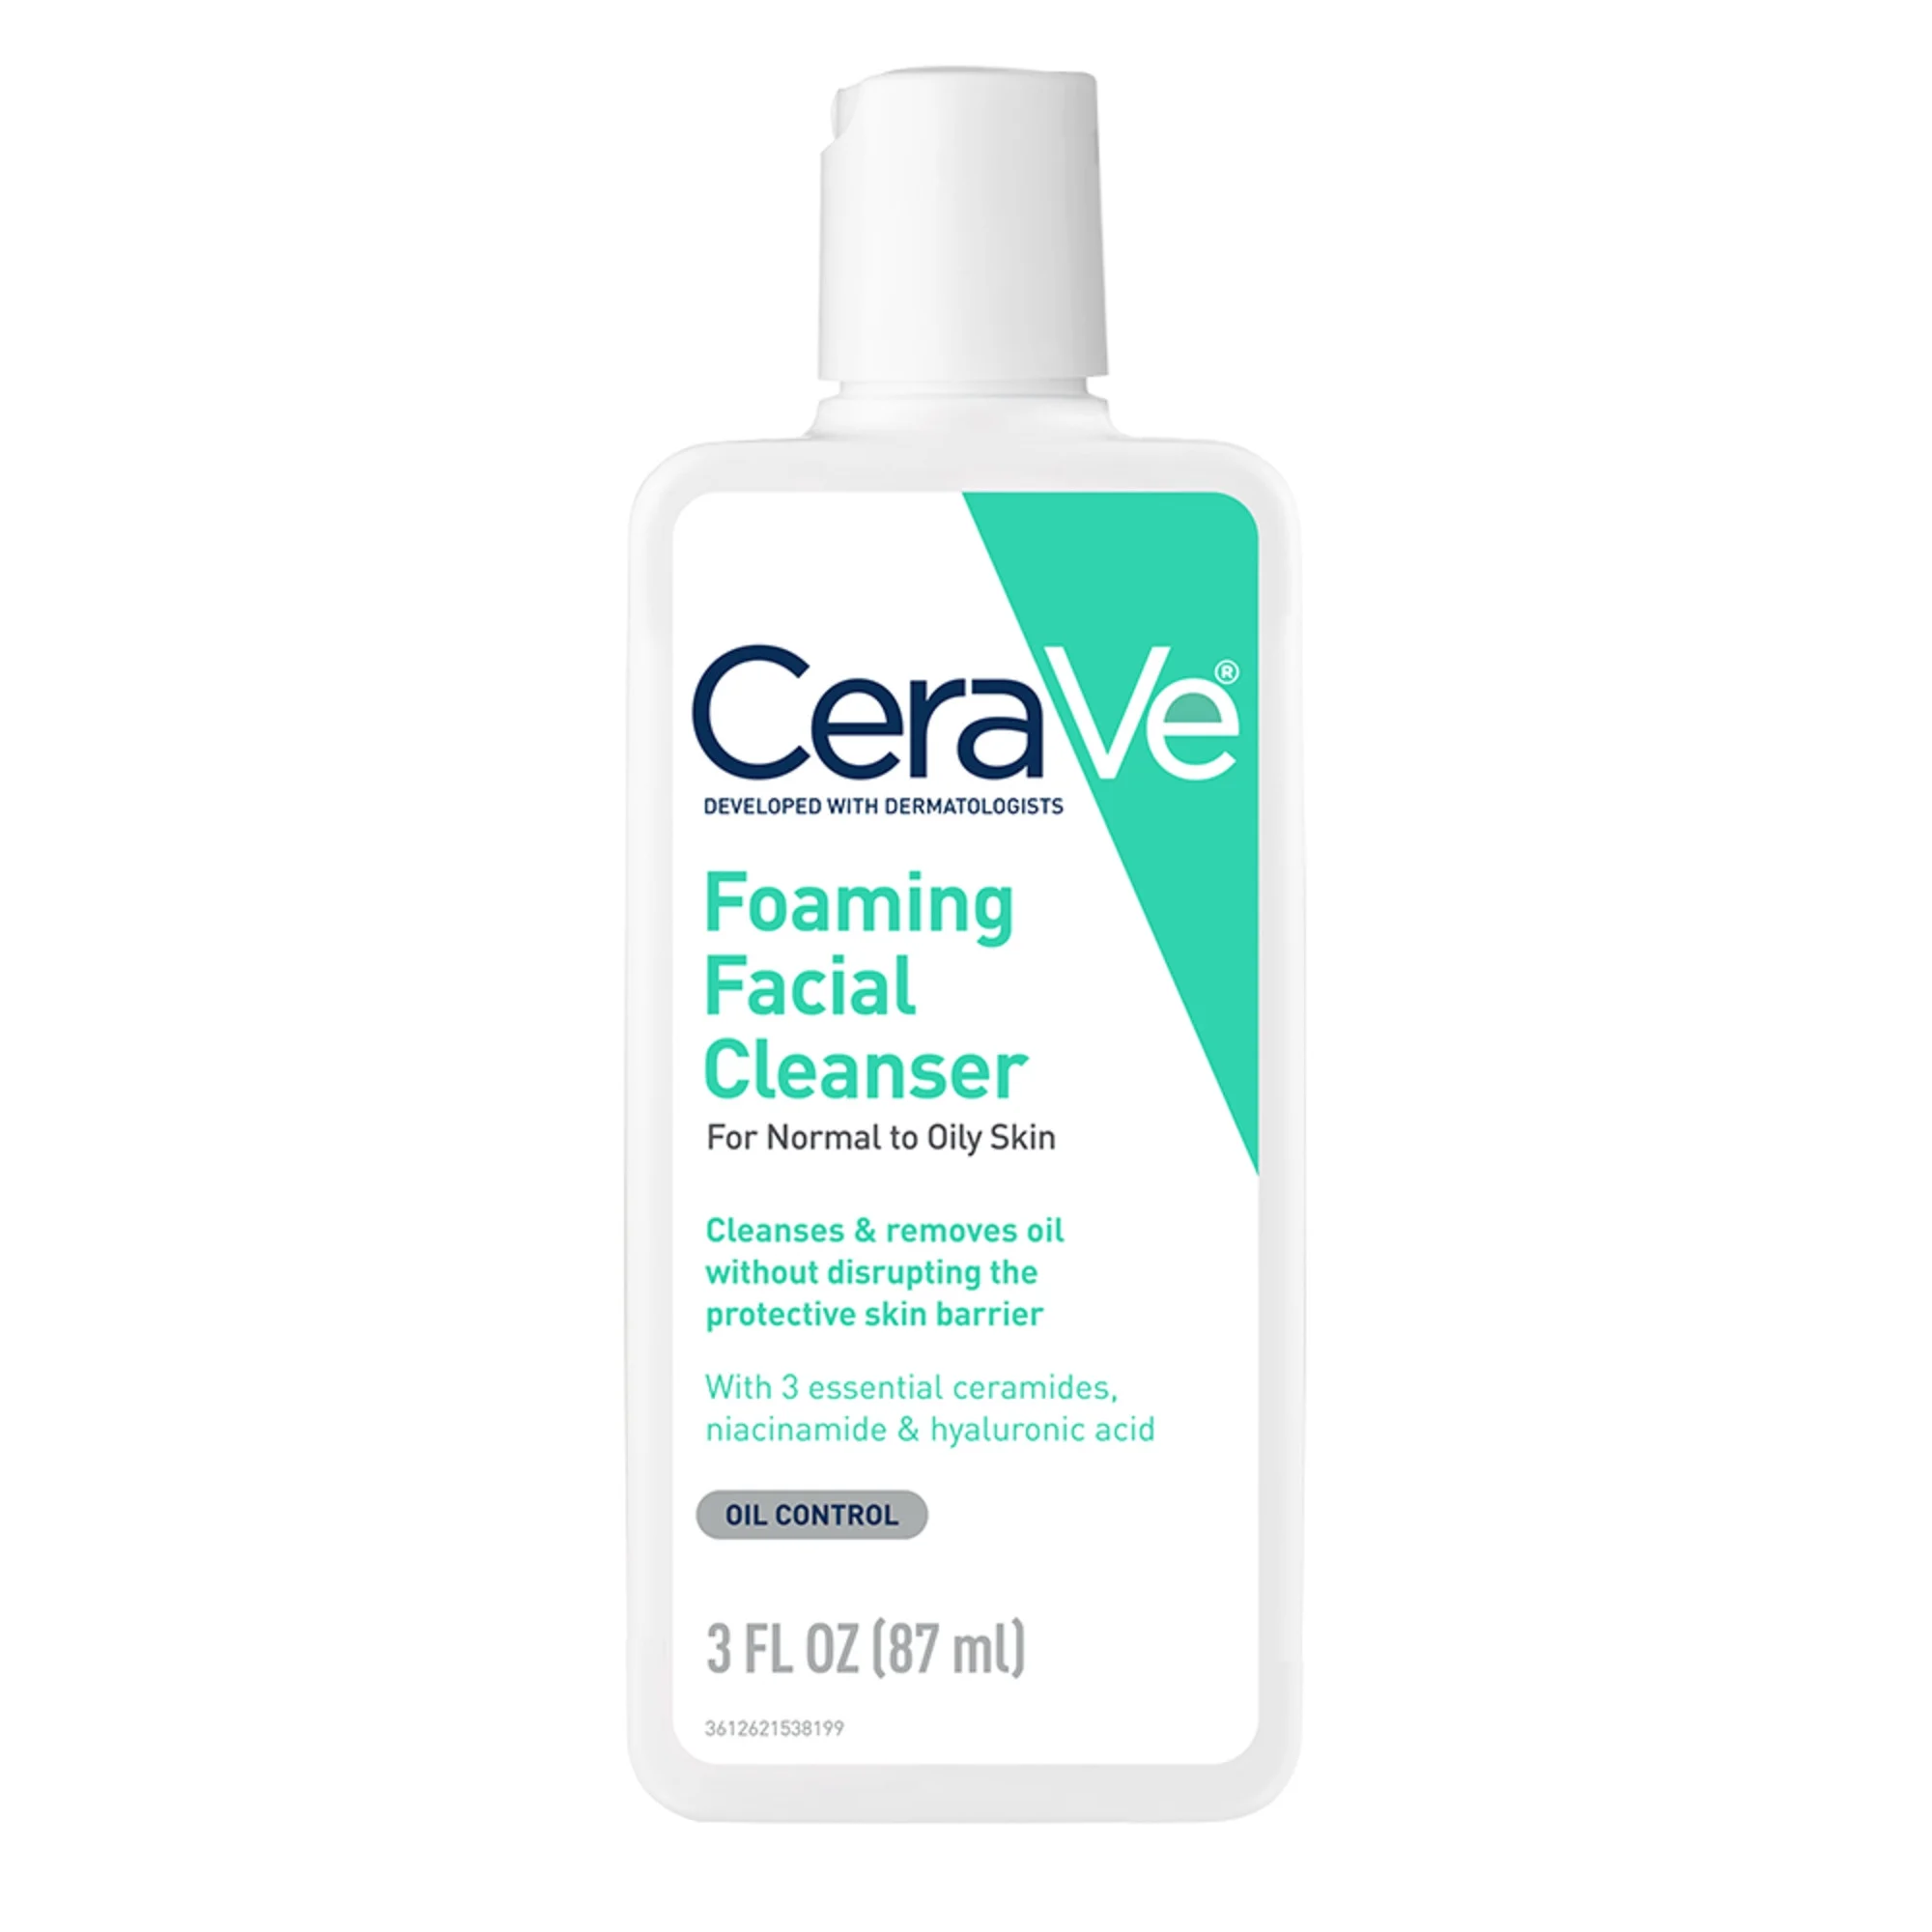 CeraVe®
DEVELOPED WITH DERMATOLOGISTS
Foaming
Facial
Cleanser
For Normal to Oily Skin
Cleanses & removes oil
without disrupting the
protective skin barrier
With 3 essential ceramides,
niacinamide & hyaluronic acid
OIL CONTROL
3 FL OZ (87 ml)
3612621538199